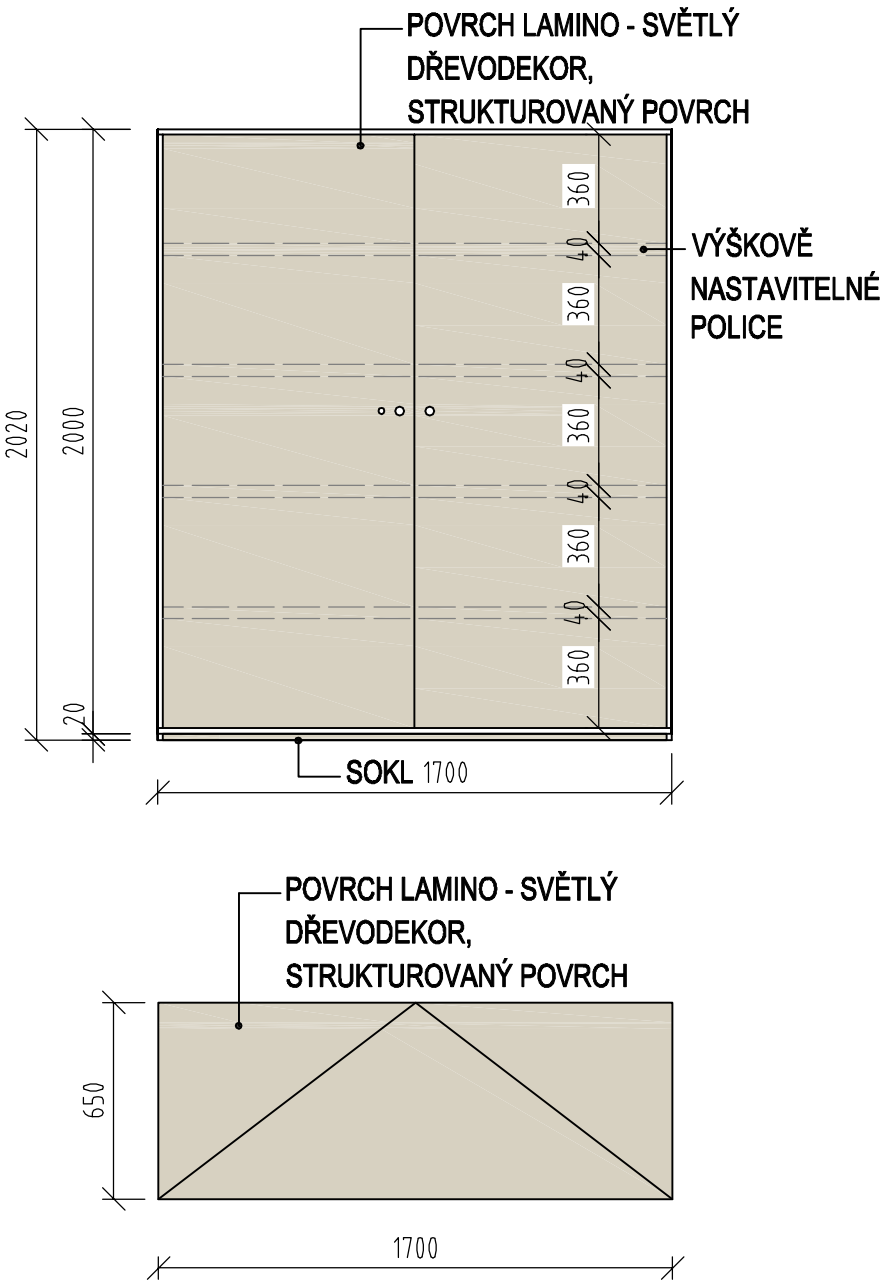 POVRCH LAMINO - SVĚTLÝ
DŘEVODEKOR,
STRUKTUROVANÝ POVRCH
360
40
VÝŠKOVĚ
NASTAVITELNÉ
POLICE
360
40
360
2020
2000
40
360
40
360
20
SOKL 1700
POVRCH LAMINO - SVĚTLÝ
DŘEVODEKOR,
STRUKTUROVANÝ POVRCH
650
1700